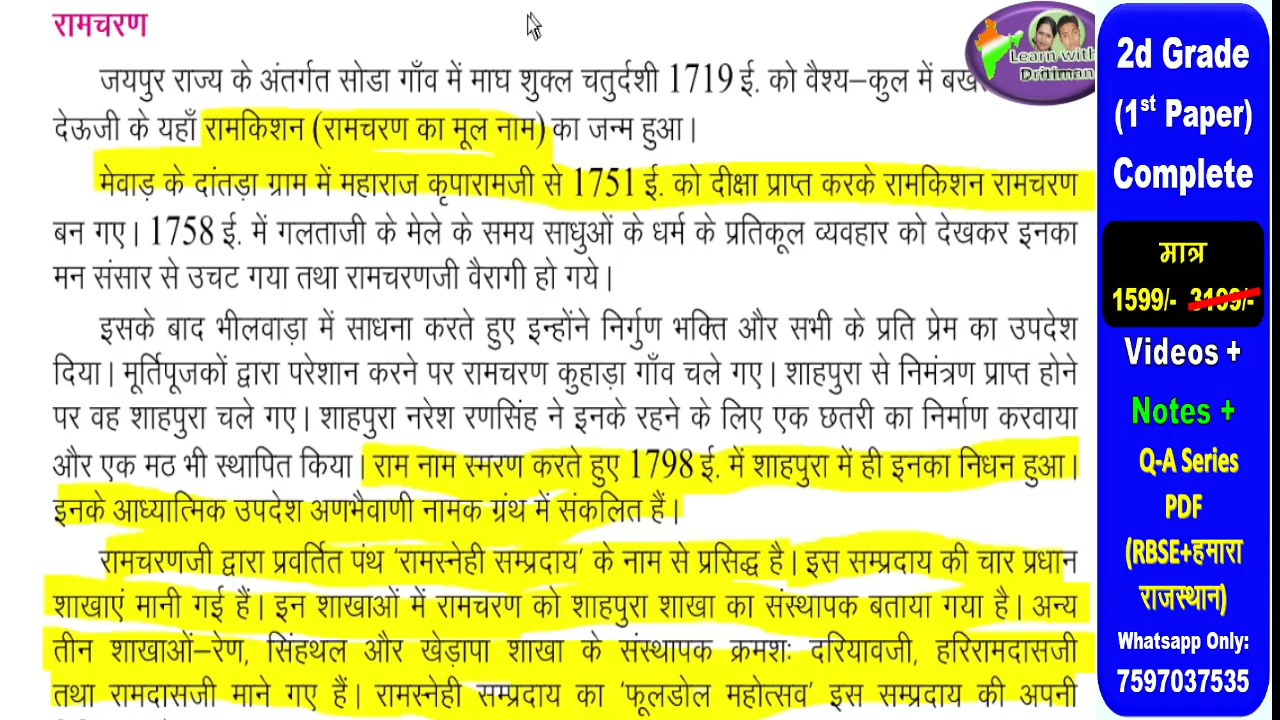 रामचरण
जयपुर राज्य के अंतर्गत सोडा गाँव में माघ शुक्ल चतुर्दशी 1719 ई. को वैश्य–कुल में
देऊजी के यहाँ रामकिशन (रामचरण का मूल नाम) का जन्म हुआ।
मेवाड़ के दांतड़ा ग्राम में महाराज कृपारामजी से 1751 ई. को दीक्षा प्राप्त करके रामकिशन रामचरण
बन गए। 1758 ई. में गलताजी के मेले के समय साधुओं के धर्म के प्रतिकूल व्यवहार को देखकर इनका
मन संसार से उचट गया तथा रामचरणजी वैरागी हो गये।
इसके बाद भीलवाड़ा में साधना करते हुए इन्होंने निर्गुण भक्ति और सभी के प्रति प्रेम का उपदेश
दिया। मूर्तिपूजकों द्वारा परेशान करने पर रामचरण कुहाड़ा गाँव चले गए। शाहपुरा से निमंत्रण प्राप्त होने
पर वह शाहपुरा चले गए। शाहपुरा नरेश रणसिंह ने इनके रहने के लिए एक छतरी का निर्माण करवाया
और एक मठ भी स्थापित किया। राम नाम स्मरण करते हुए 1798 ई. में शाहपुरा में ही इनका निधन हुआ।
इनके आध्यात्मिक उपदेश अणभैवाणी नामक ग्रंथ में संकलित हैं।
रामचरणजी द्वारा प्रवर्तित पंथ ‘रामस्नेही सम्प्रदाय’ के नाम से प्रसिद्ध है। इस सम्प्रदाय की चार प्रधान
शाखाएं मानी गई हैं। इन शाखाओं में रामचरण को शाहपुरा शाखा का संस्थापक बताया गया है। अन्य
तीन शाखाओं–रेण, सिंहथल और खेड़ापा शाखा के संस्थापक क्रमशः दरियावजी, हरिरामदासजी
तथा रामदासजी माने गए हैं। रामस्नेही सम्प्रदाय का ‘फूलडोल महोत्सव’ इस सम्प्रदाय की अपनी
Learn with
Dritiman
2d Grade
(1st Paper)
Complete
मात्र
1599/- 3199/-
Videos +
Notes +
Q-A Series
PDF
(RBSE+हमारा
राजस्थान)
Whatsapp Only:
7597037535